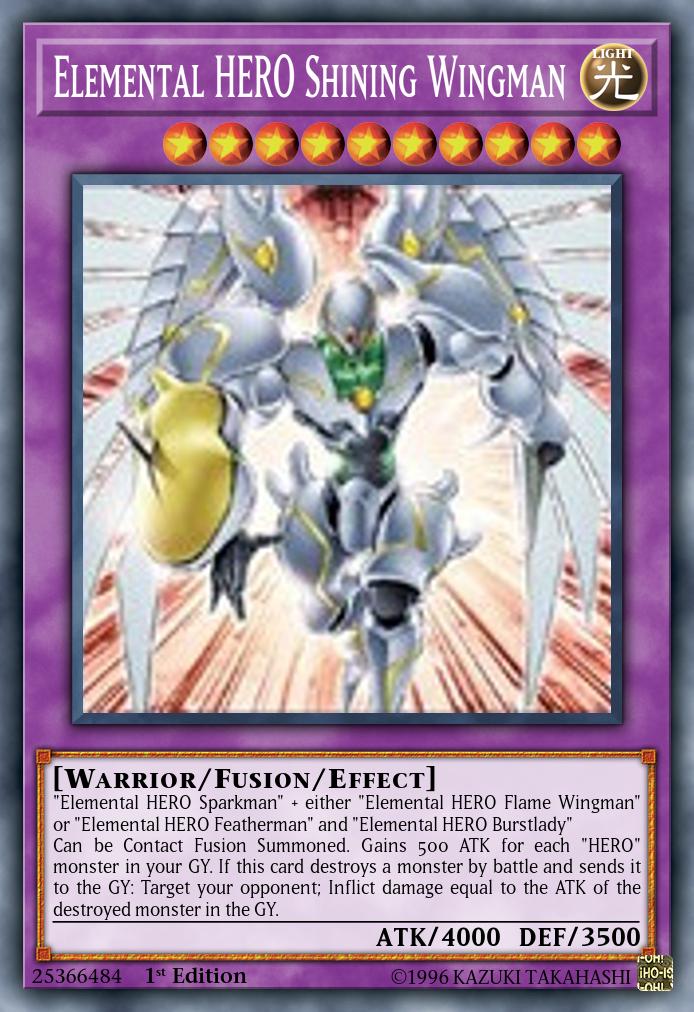 ELEMENTAL HERO SHINING WINGMAN
LIGHT
光
[WARRIOR/FUSION/EFFECT]
"Elemental HERO Sparkman" + either "Elemental HERO Flame Wingman"
or "Elemental HERO Featherman" and "Elemental HERO Burstlady"
Can be Contact Fusion Summoned. Gains 500 ATK for each "HERO"
monster in your GY. If this card destroys a monster by battle and sends it
to the GY: Target your opponent; Inflict damage equal to the ATK of the
destroyed monster in the GY.
ATK/4000 DEF/3500
25366484 1st Edition ©1996 KAZUKI TAKAHASHI